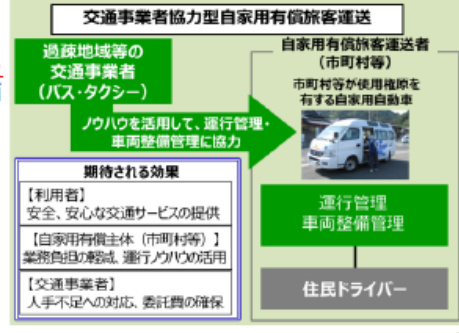 交通事業者協力型自家用有償旅客運送
過疎地域等の
交通事業者
(バス・タクシー)
ノウハウを活用して、運行管理・
車両整備管理に協力
自家用有償旅客運送者
(市町村等)
市町村等が使用権原を
有する自家用自動車
運行管理
車両整備管理
住民ドライバー
期待される効果
【利用者】
安全、安心な交通サービスの提供
【自家用有償主体（市町村等）】
業務負担の軽減、運行ノウハウの活用
【交通事業者】
人手不足への対応、委託費の確保